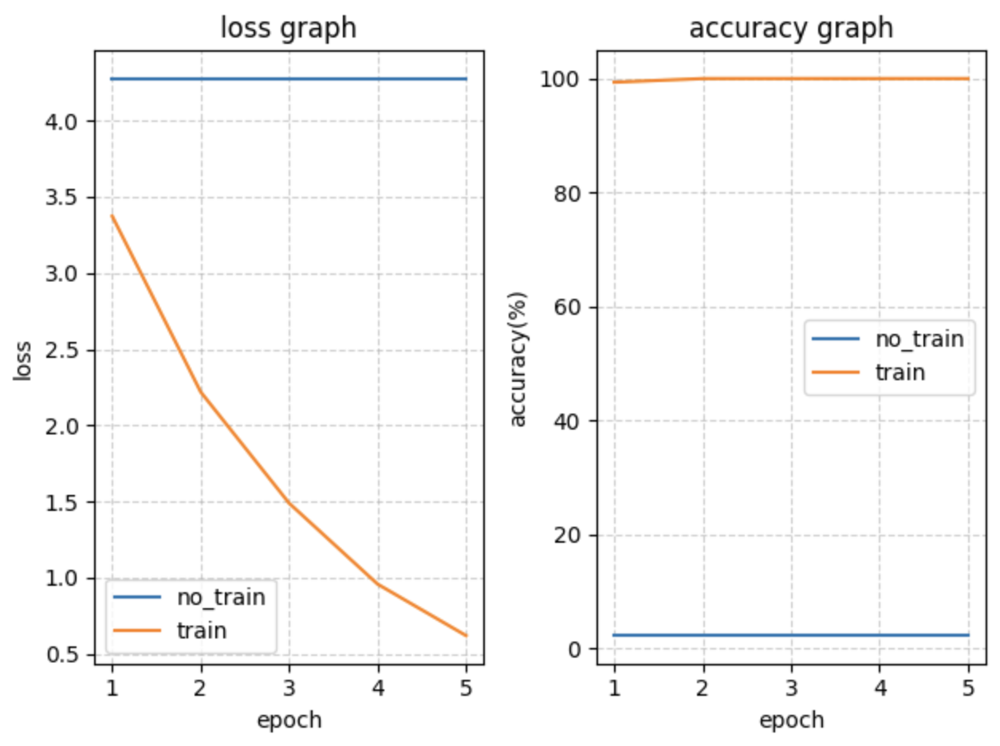 loss graph
loss
4.0
3.5
3.0
2.5
2.0
1.5
1.0
0.5
no_train
train
1 2 3 4 5
epoch
accuracy graph
accuracy(%)
100
80
60
40
20
0
no_train
train
1 2 3 4 5
epoch